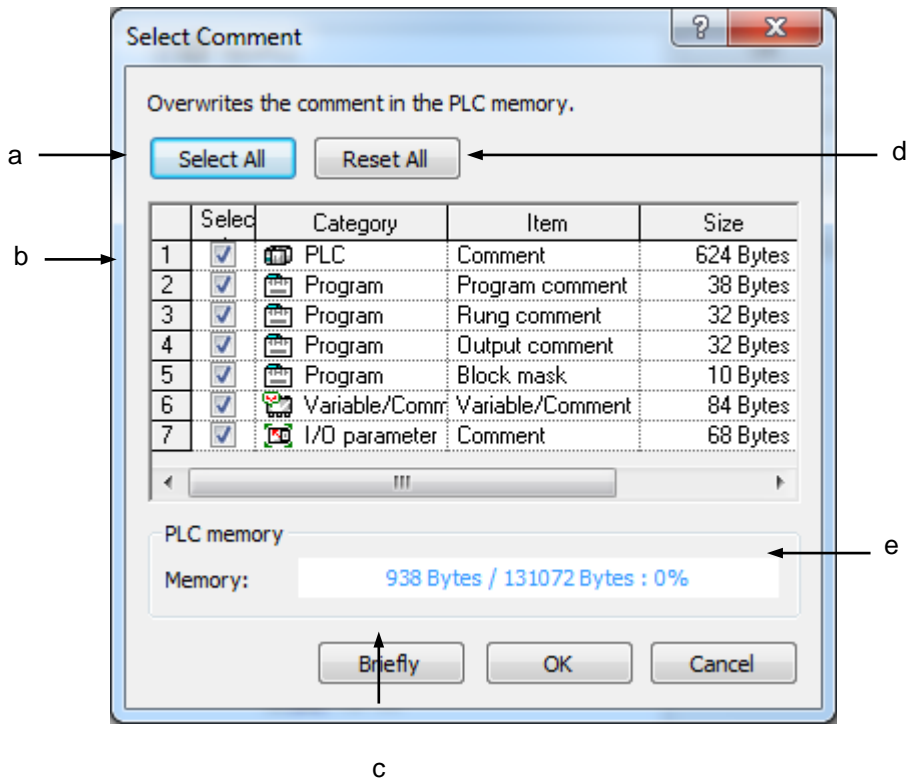 Select Comment
Overwrites the comment in the PLC memory.
a Select All Reset All d
Selec Category Item Size
b 1 PLC Comment 624 Bytes
2 Program Program comment 38 Bytes
3 Program Rung comment 32 Bytes
4 Program Output comment 32 Bytes
5 Program Block mask 10 Bytes
6 Variable/Comm Variable/Comment 84 Bytes
7 I/O parameter Comment 68 Bytes
PLC memory
e
Memory: 938 Bytes / 131072 Bytes : 0%
Briefly OK Cancel
c